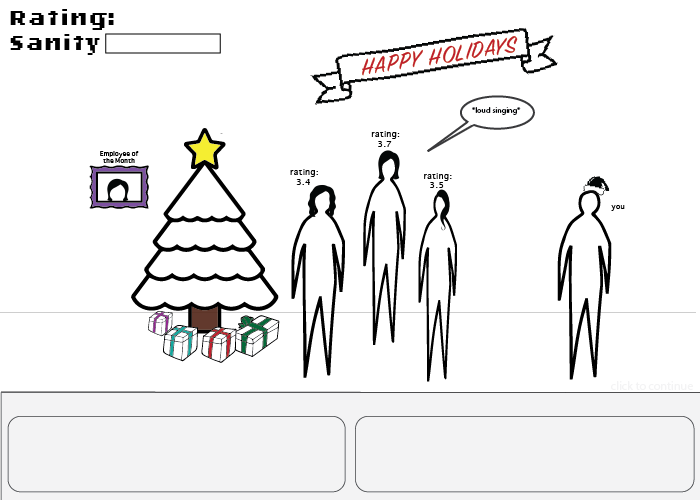 Rating:
Sanity
HAPPY HOLIDAYS
*loud singing*
rating:
3.7
Employee of
the Month
rating:
3.4
rating:
3.5
you
click to continue